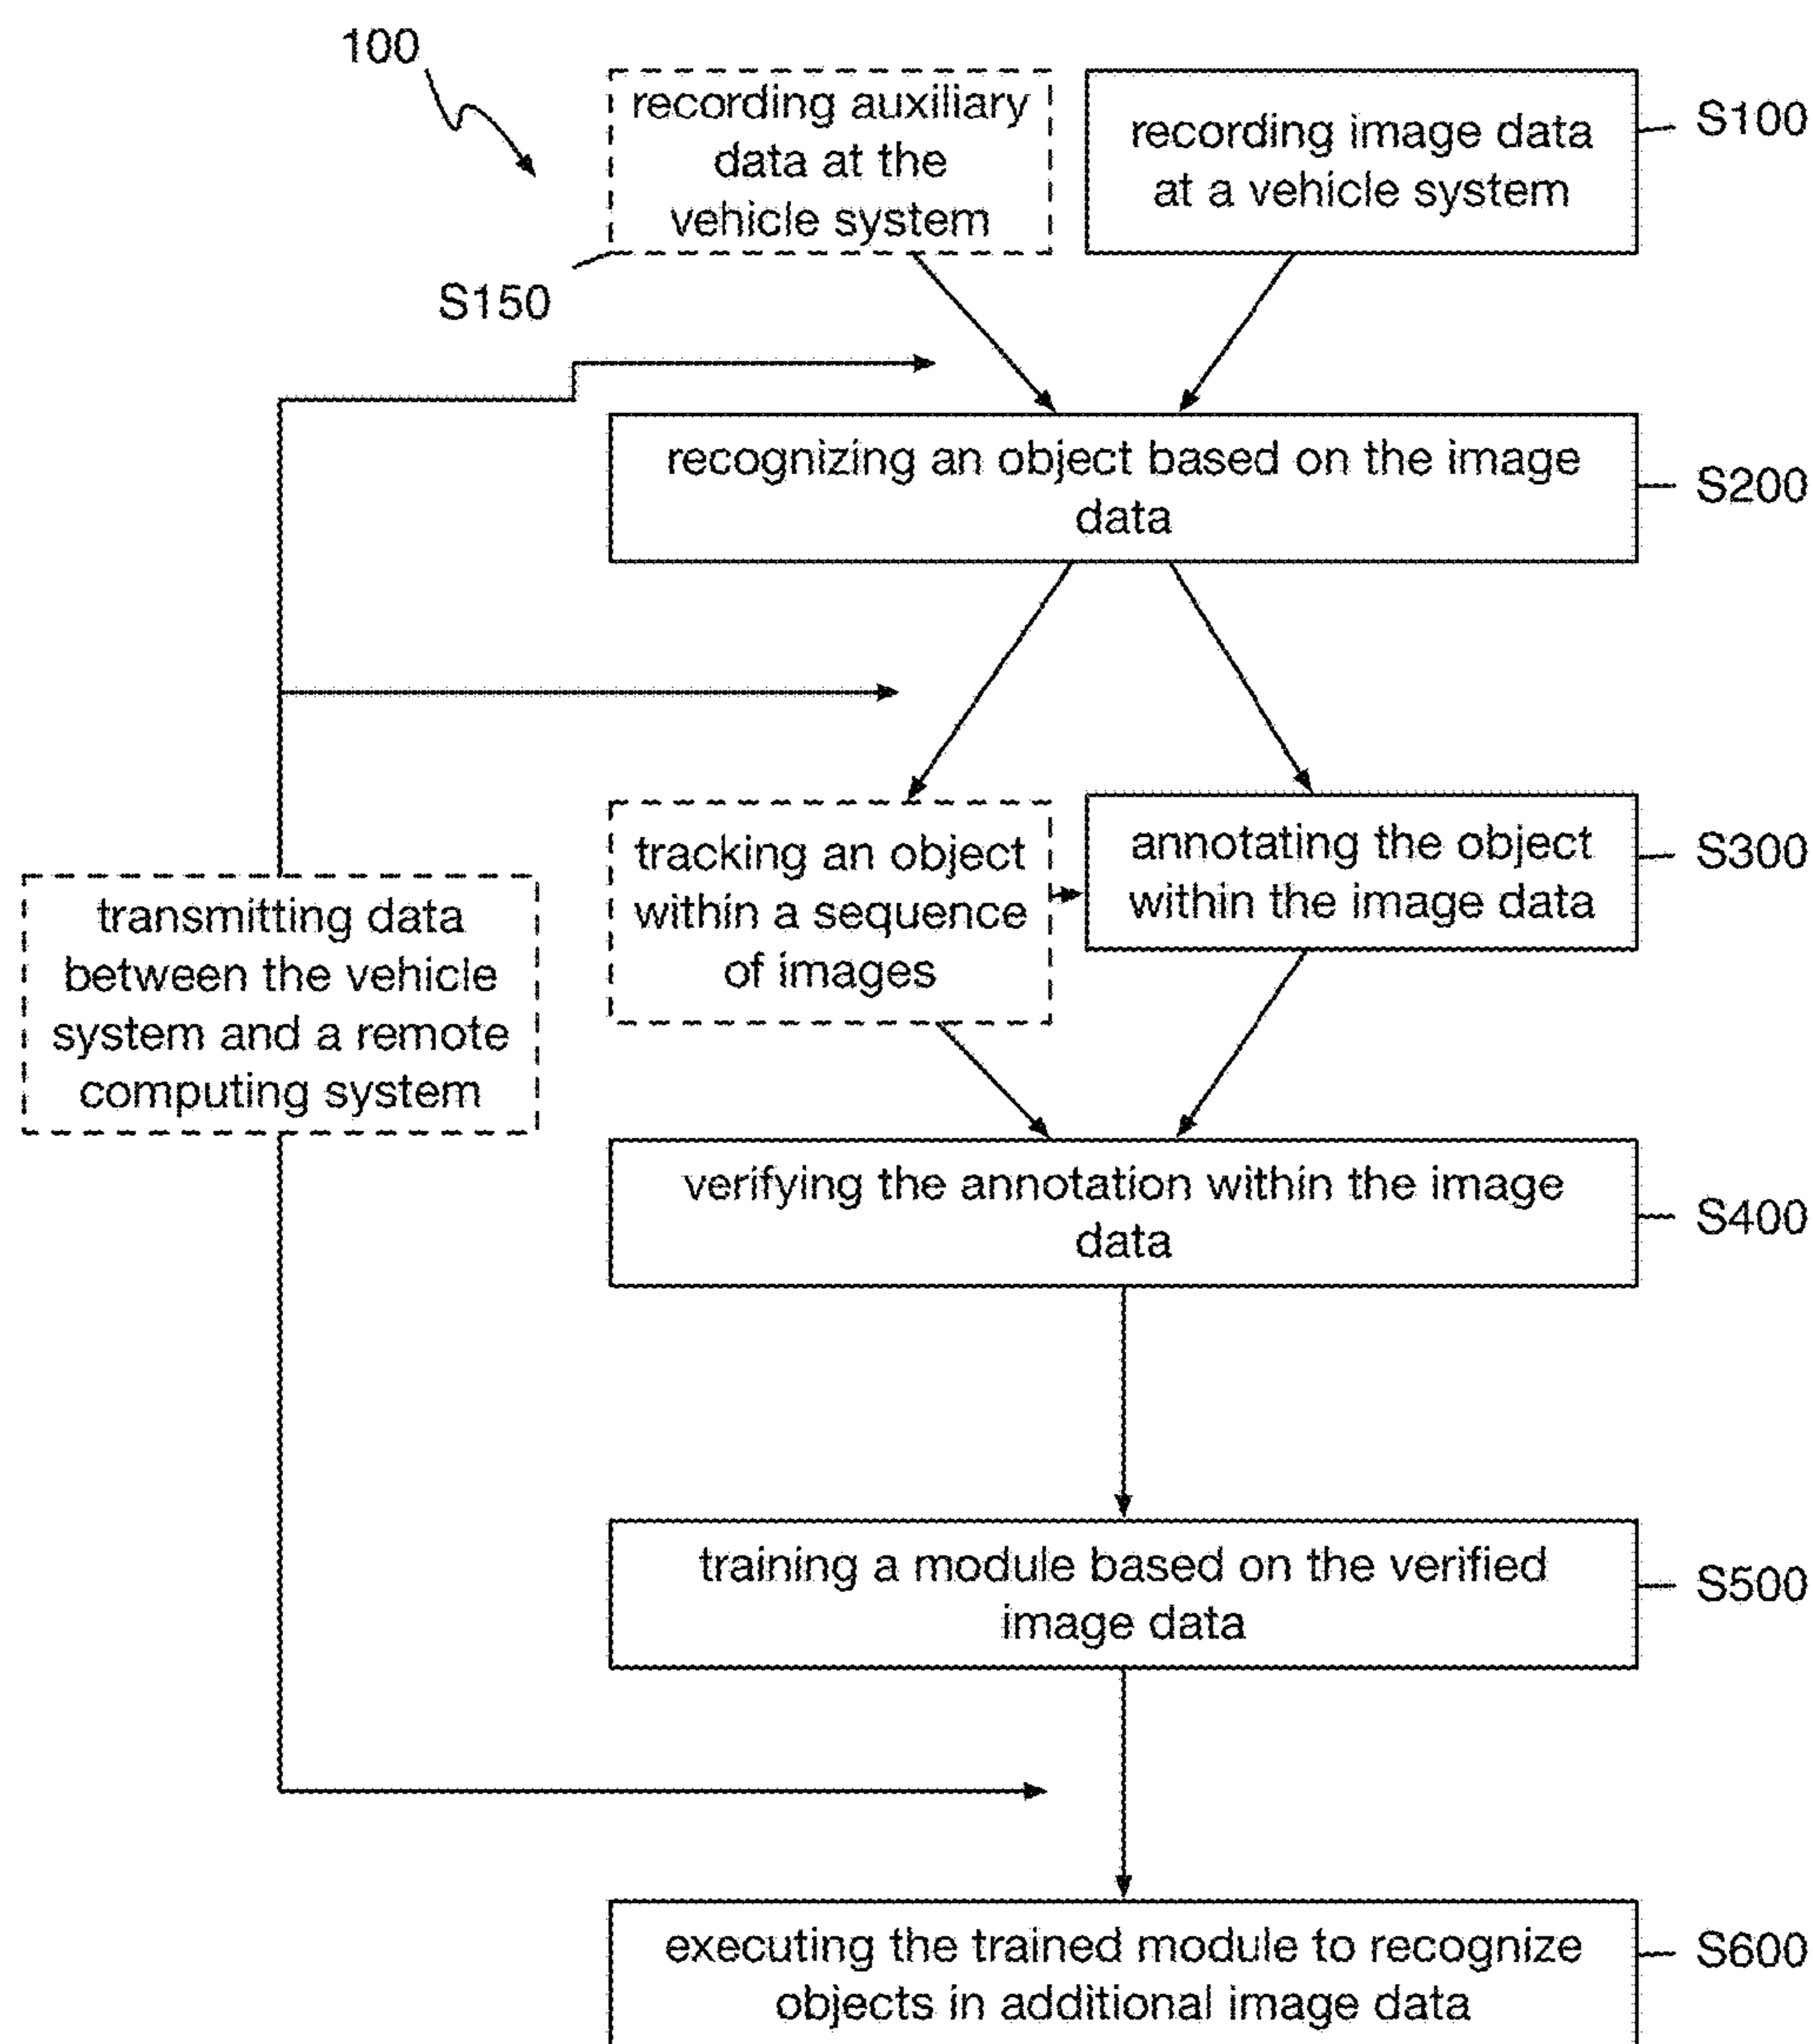 100
recording auxiliary
data at the
vehicle system
recording image data
at a vehicle system
S100
S150
recognizing an object based on the image
data
S200
tracking an object
within a sequence
of images
annotating the object
within the image data
S300
transmitting data
between the vehicle
system and a remote
computing system
verifying the annotation within the image
data
S400
training a module based on the verified
image data
S500
executing the trained module to recognize
objects in additional image data
S600